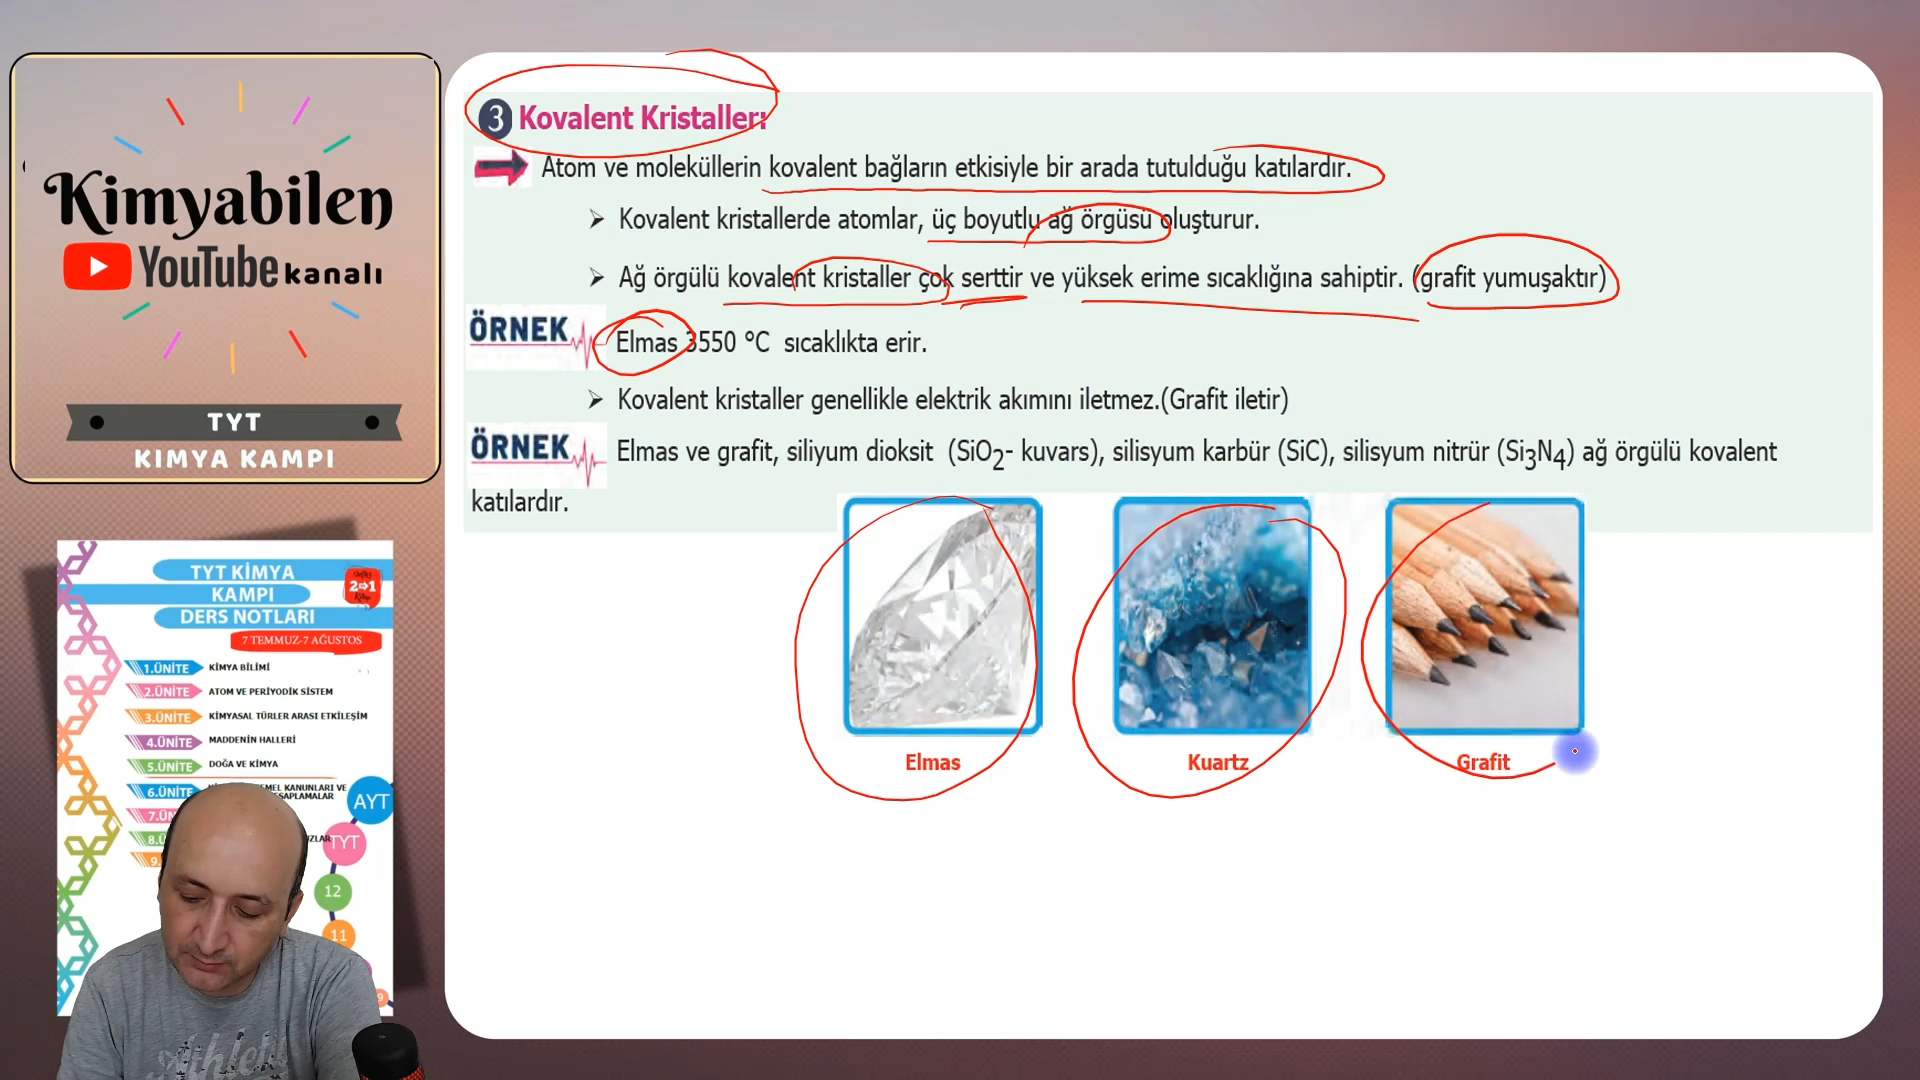 Kimyabilen
YouTube kanalı
TYT
KIMYA KAMPI
TYT KİMYA
KAMPI
DERS NOTLARI
2⇨1
7 TEMMUZ-7 AĞUSTOS
1.ÜNİTE KİMYA BİLİMİ
2.ÜNİTE ATOM VE PERİYODİK SİSTEM
3.ÜNİTE KİMYASAL TÜRLER ARASI ETKİLEŞİM
4.ÜNİTE MADDENİN HALLERİ
5.ÜNİTE DOĞA VE KİMYA
6.ÜNİTE
AYT
TYT
12
11
3 Kovalent Kristaller:
Atom ve moleküllerin kovalent bağların etkisiyle bir arada tutulduğu katılardır.
➢ Kovalent kristallerde atomlar, üç boyutlu ağ örgüsü oluşturur.
➢ Ağ örgülü kovalent kristaller çok serttir ve yüksek erime sıcaklığına sahiptir. (grafit yumuşaktır)
ÖRNEK Elmas 3550 °C sıcaklıkta erir.
➢ Kovalent kristaller genellikle elektrik akımını iletmez.(Grafit iletir)
ÖRNEK Elmas ve grafit, siliyum dioksit (SiO2- kuvars), silisyum karbür (SiC), silisyum nitrür (Si3N4) ağ örgülü kovalent
katılardır.
Elmas Kuartz Grafit